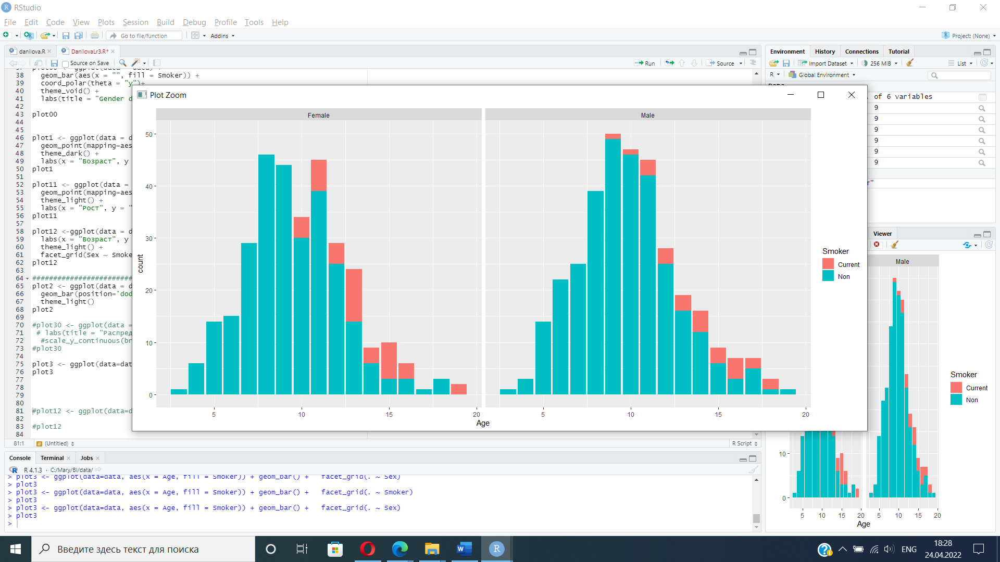 RStudio
File Edit Code View Plots Session Build Debug Profile Tools Help
Go to file/function Addins Project: (None)
danilova.R DanilovaLr3.R*
Source on Save Run Source
38 geom_bar(aes(x = "", fill = Smoker)) +
39 coord_polar(theta = "y")+
40 theme_void() +
41 labs(title = "Gender d
42
43 plot00
44
45
46 plot1 <- ggplot(data = d
47 geom_point(mapping=aes
48 theme_dark() +
49 labs(x = "Возраст", y
50 plot1
51
52 plot11 <- ggplot(data =
53 geom_point(mapping=aes
54 theme_light() +
55 labs(x = "Рост", y = "
56 plot11
57
58 plot12 <-ggplot(data = d
59 labs(x = "Возраст", y
60 theme_light() +
61 facet_grid(Sex ~ Smoke
62 plot12
63
64 ########################
65 plot2 <- ggplot(data = d
66 geom_bar(position='dod
67 theme_light()
68 plot2
69
70 #plot30 <- ggplot(data =
71 # labs(title = "Распред
72 #scale_y_continuous(br
73 #plot30
74
75 plot3 <- ggplot(data=dat
76 plot3
77
78
79
80
81 #plot12 <- ggplot(data=d
82
83 #plot12
84
81:1 # (Untitled) R Script
Plot Zoom
Female Male
50
40
30
20
10
0
count
5 10 15 20 5 10 15 20
Age
Smoker
Current
Non
Console Terminal Jobs
R 4.1.3 · C:/Mary/BI/data/
> plot3 <- ggplot(data=data, aes(x = Age, fill = Smoker)) + geom_bar() + facet_grid(. ~ Sex)
> plot3
> plot3 <- ggplot(data=data, aes(x = Age, fill = Smoker)) + geom_bar() + facet_grid(. ~ Smoker)
> plot3
> plot3 <- ggplot(data=data, aes(x = Age, fill = Smoker)) + geom_bar() + facet_grid(. ~ Sex)
> plot3
>
Environment History Connections Tutorial
Import Dataset 256 MiB List
R Global Environment
of 6 variables
9
9
9
9
9
9
Viewer
Male
10
0
5 10 15 20 5 10 15 20
Age
Smoker
Current
Non
Введите здесь текст для поиска
ENG
18:28
24.04.2022